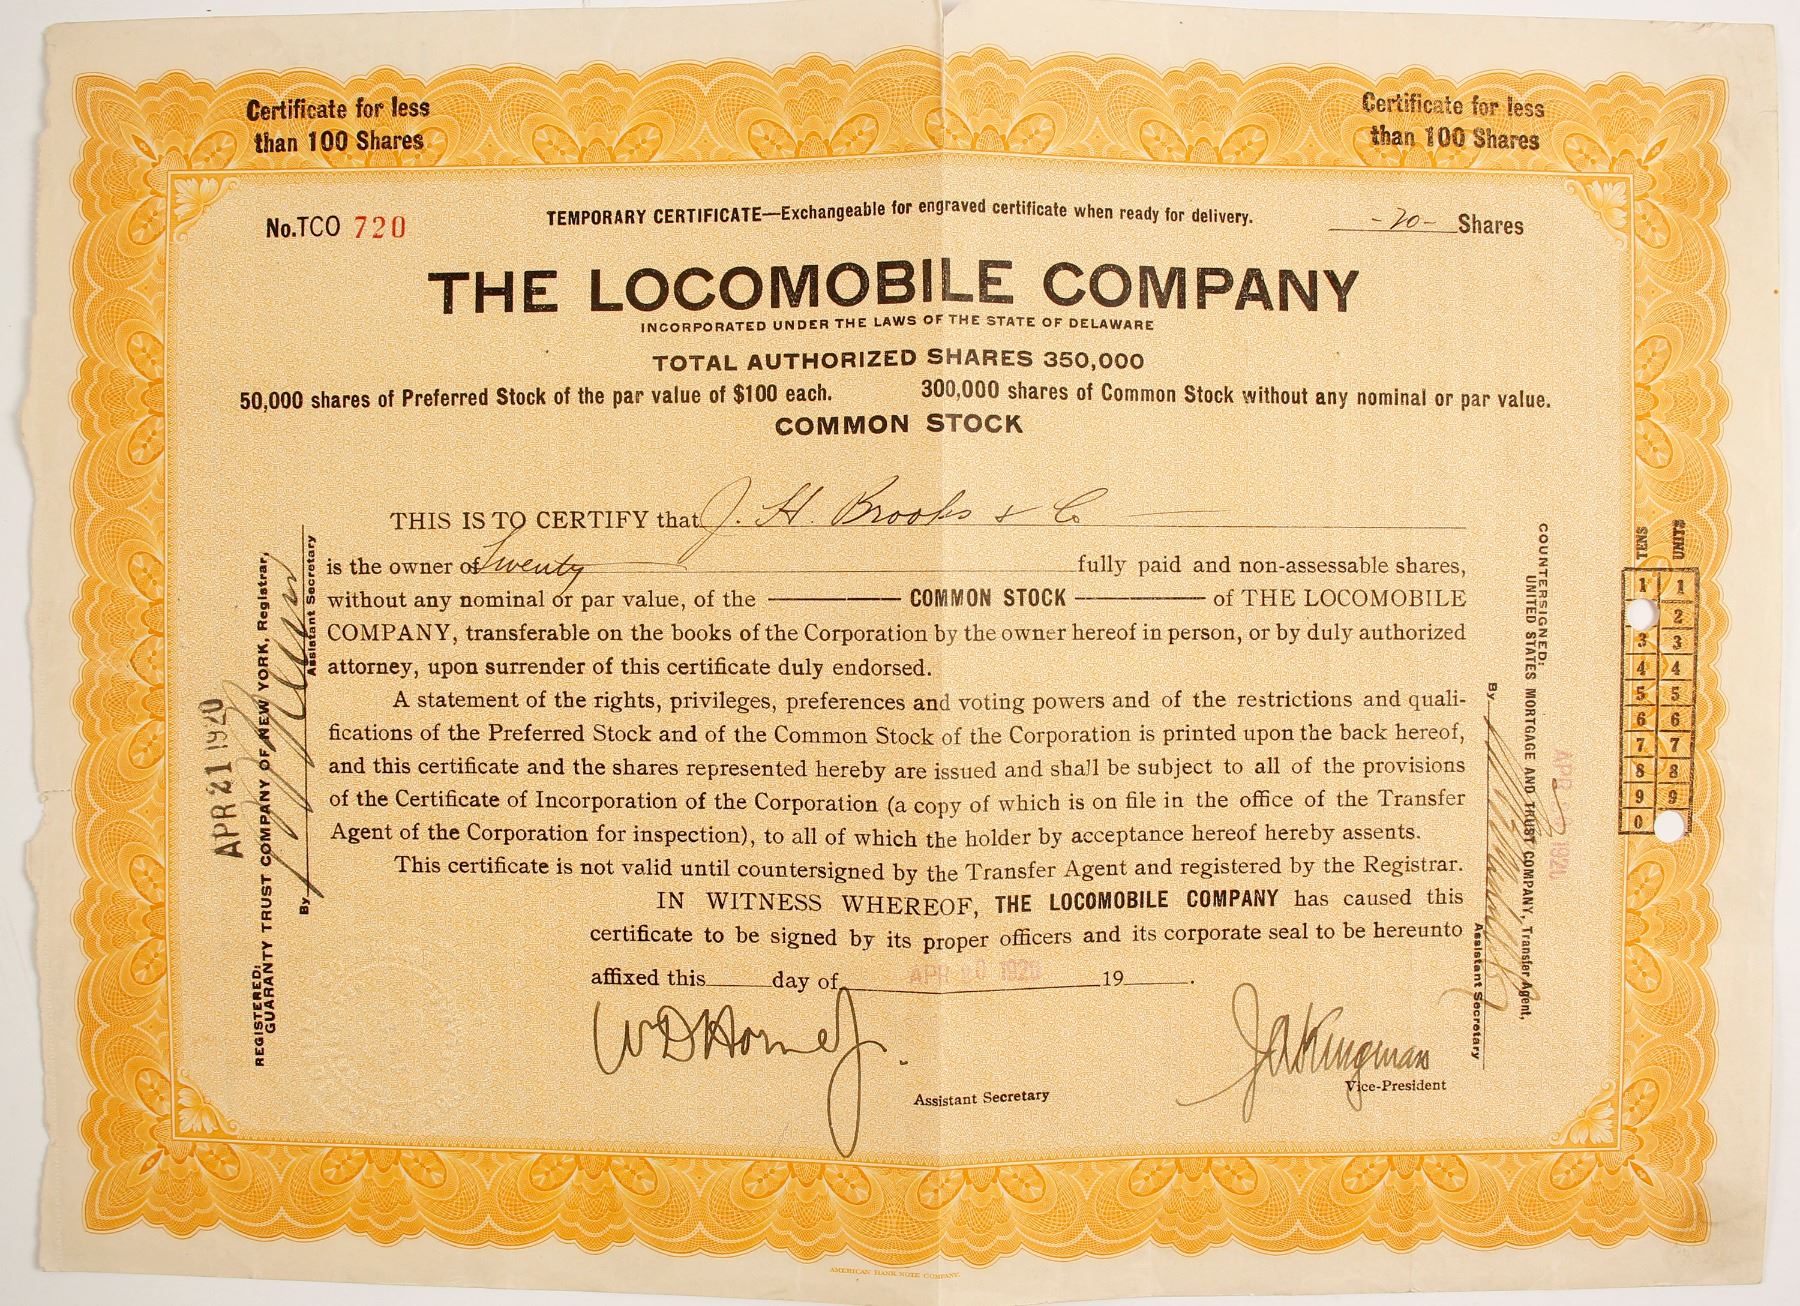 Certificate for less
than 100 Shares
Certificate for less
than 100 Shares
No.TCO 720
TEMPORARY CERTIFICATE—Exchangeable for engraved certificate when ready for delivery.
-20- Shares
THE LOCOMOBILE COMPANY
INCORPORATED UNDER THE LAWS OF THE STATE OF DELAWARE
TOTAL AUTHORIZED SHARES 350,000
50,000 shares of Preferred Stock of the par value of $100 each. 300,000 shares of Common Stock without any nominal or par value.
COMMON STOCK
THIS IS TO CERTIFY that J. H. Brooks & Co
is the owner of Twenty fully paid and non-assessable shares,
without any nominal or par value, of the COMMON STOCK of THE LOCOMOBILE
COMPANY, transferable on the books of the Corporation by the owner hereof in person, or by duly authorized
attorney, upon surrender of this certificate duly endorsed.
A statement of the rights, privileges, preferences and voting powers and of the restrictions and quali-
fications of the Preferred Stock and of the Common Stock of the Corporation is printed upon the back hereof,
and this certificate and the shares represented hereby are issued and shall be subject to all of the provisions
of the Certificate of Incorporation of the Corporation (a copy of which is on file in the office of the Transfer
Agent of the Corporation for inspection), to all of which the holder by acceptance hereof hereby assents.
This certificate is not valid until countersigned by the Transfer Agent and registered by the Registrar.
IN WITNESS WHEREOF, THE LOCOMOBILE COMPANY has caused this
certificate to be signed by its proper officers and its corporate seal to be hereunto
affixed this day of APR 20 1920 19 .
Assistant Secretary
J A Kingman
Vice-President
APR 21 1920
REGISTERED:
GUARANTY TRUST COMPANY OF NEW YORK, Registrar,
By
Assistant Secretary
COUNTERSIGNED:
UNITED STATES MORTGAGE AND TRUST COMPANY, Transfer Agent,
By
Assistant Secretary
TENS UNITS
1 1
2
3 3
4 4
5 5
6 6
7 7
8 8
9 9
0
AMERICAN BANK NOTE COMPANY.